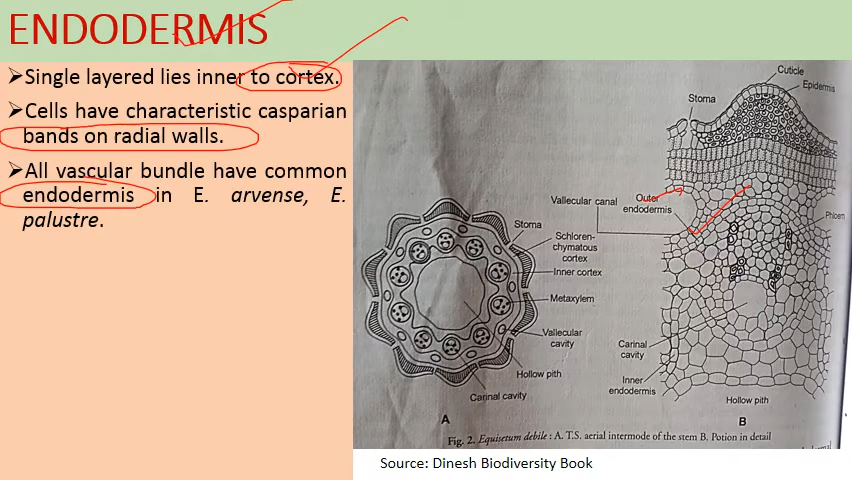 ENDODERMIS
➢Single layered lies inner to cortex.
➢Cells have characteristic casparian
bands on radial walls.
➢All vascular bundle have common
endodermis in E. arvense, E.
palustre.
Cuticle
Epidermis
Stoma
Vallecular canal
Outer
endodermis
Phloem
Stoma
Schloren-
chymatous
cortex
Inner cortex
Metaxylem
Vallecular
cavity
Hollow pith
Carinal cavity
A
Carinal
cavity
Inner
endodermis
Hollow pith
B
Fig. 2. Equisetum debile : A. T.S. aerial intermode of the stem B. Potion in detail
Source: Dinesh Biodiversity Book